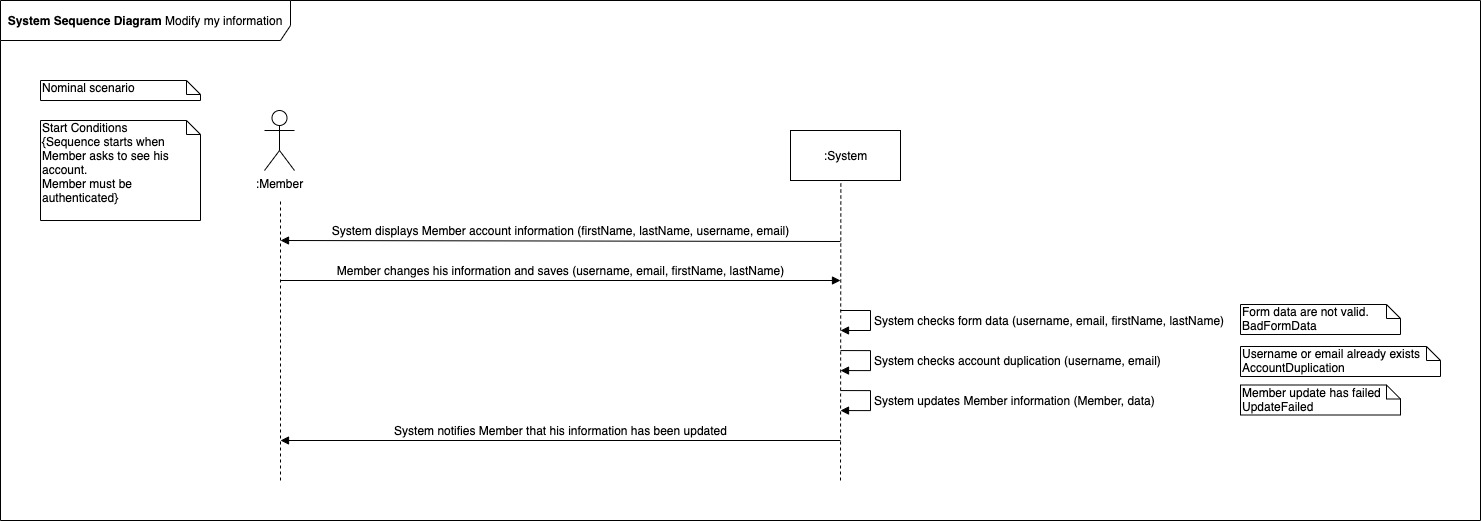 System Sequence Diagram Modify my information
Nominal scenario
Start Conditions
{Sequence starts when
Member asks to see his
account.
Member must be
authenticated}
:Member
:System
System displays Member account information (firstName, lastName, username, email)
Member changes his information and saves (username, email, firstName, lastName)
System checks form data (username, email, firstName, lastName)
Form data are not valid.
BadFormData
System checks account duplication (username, email)
Username or email already exists
AccountDuplication
System updates Member information (Member, data)
Member update has failed
UpdateFailed
System notifies Member that his information has been updated